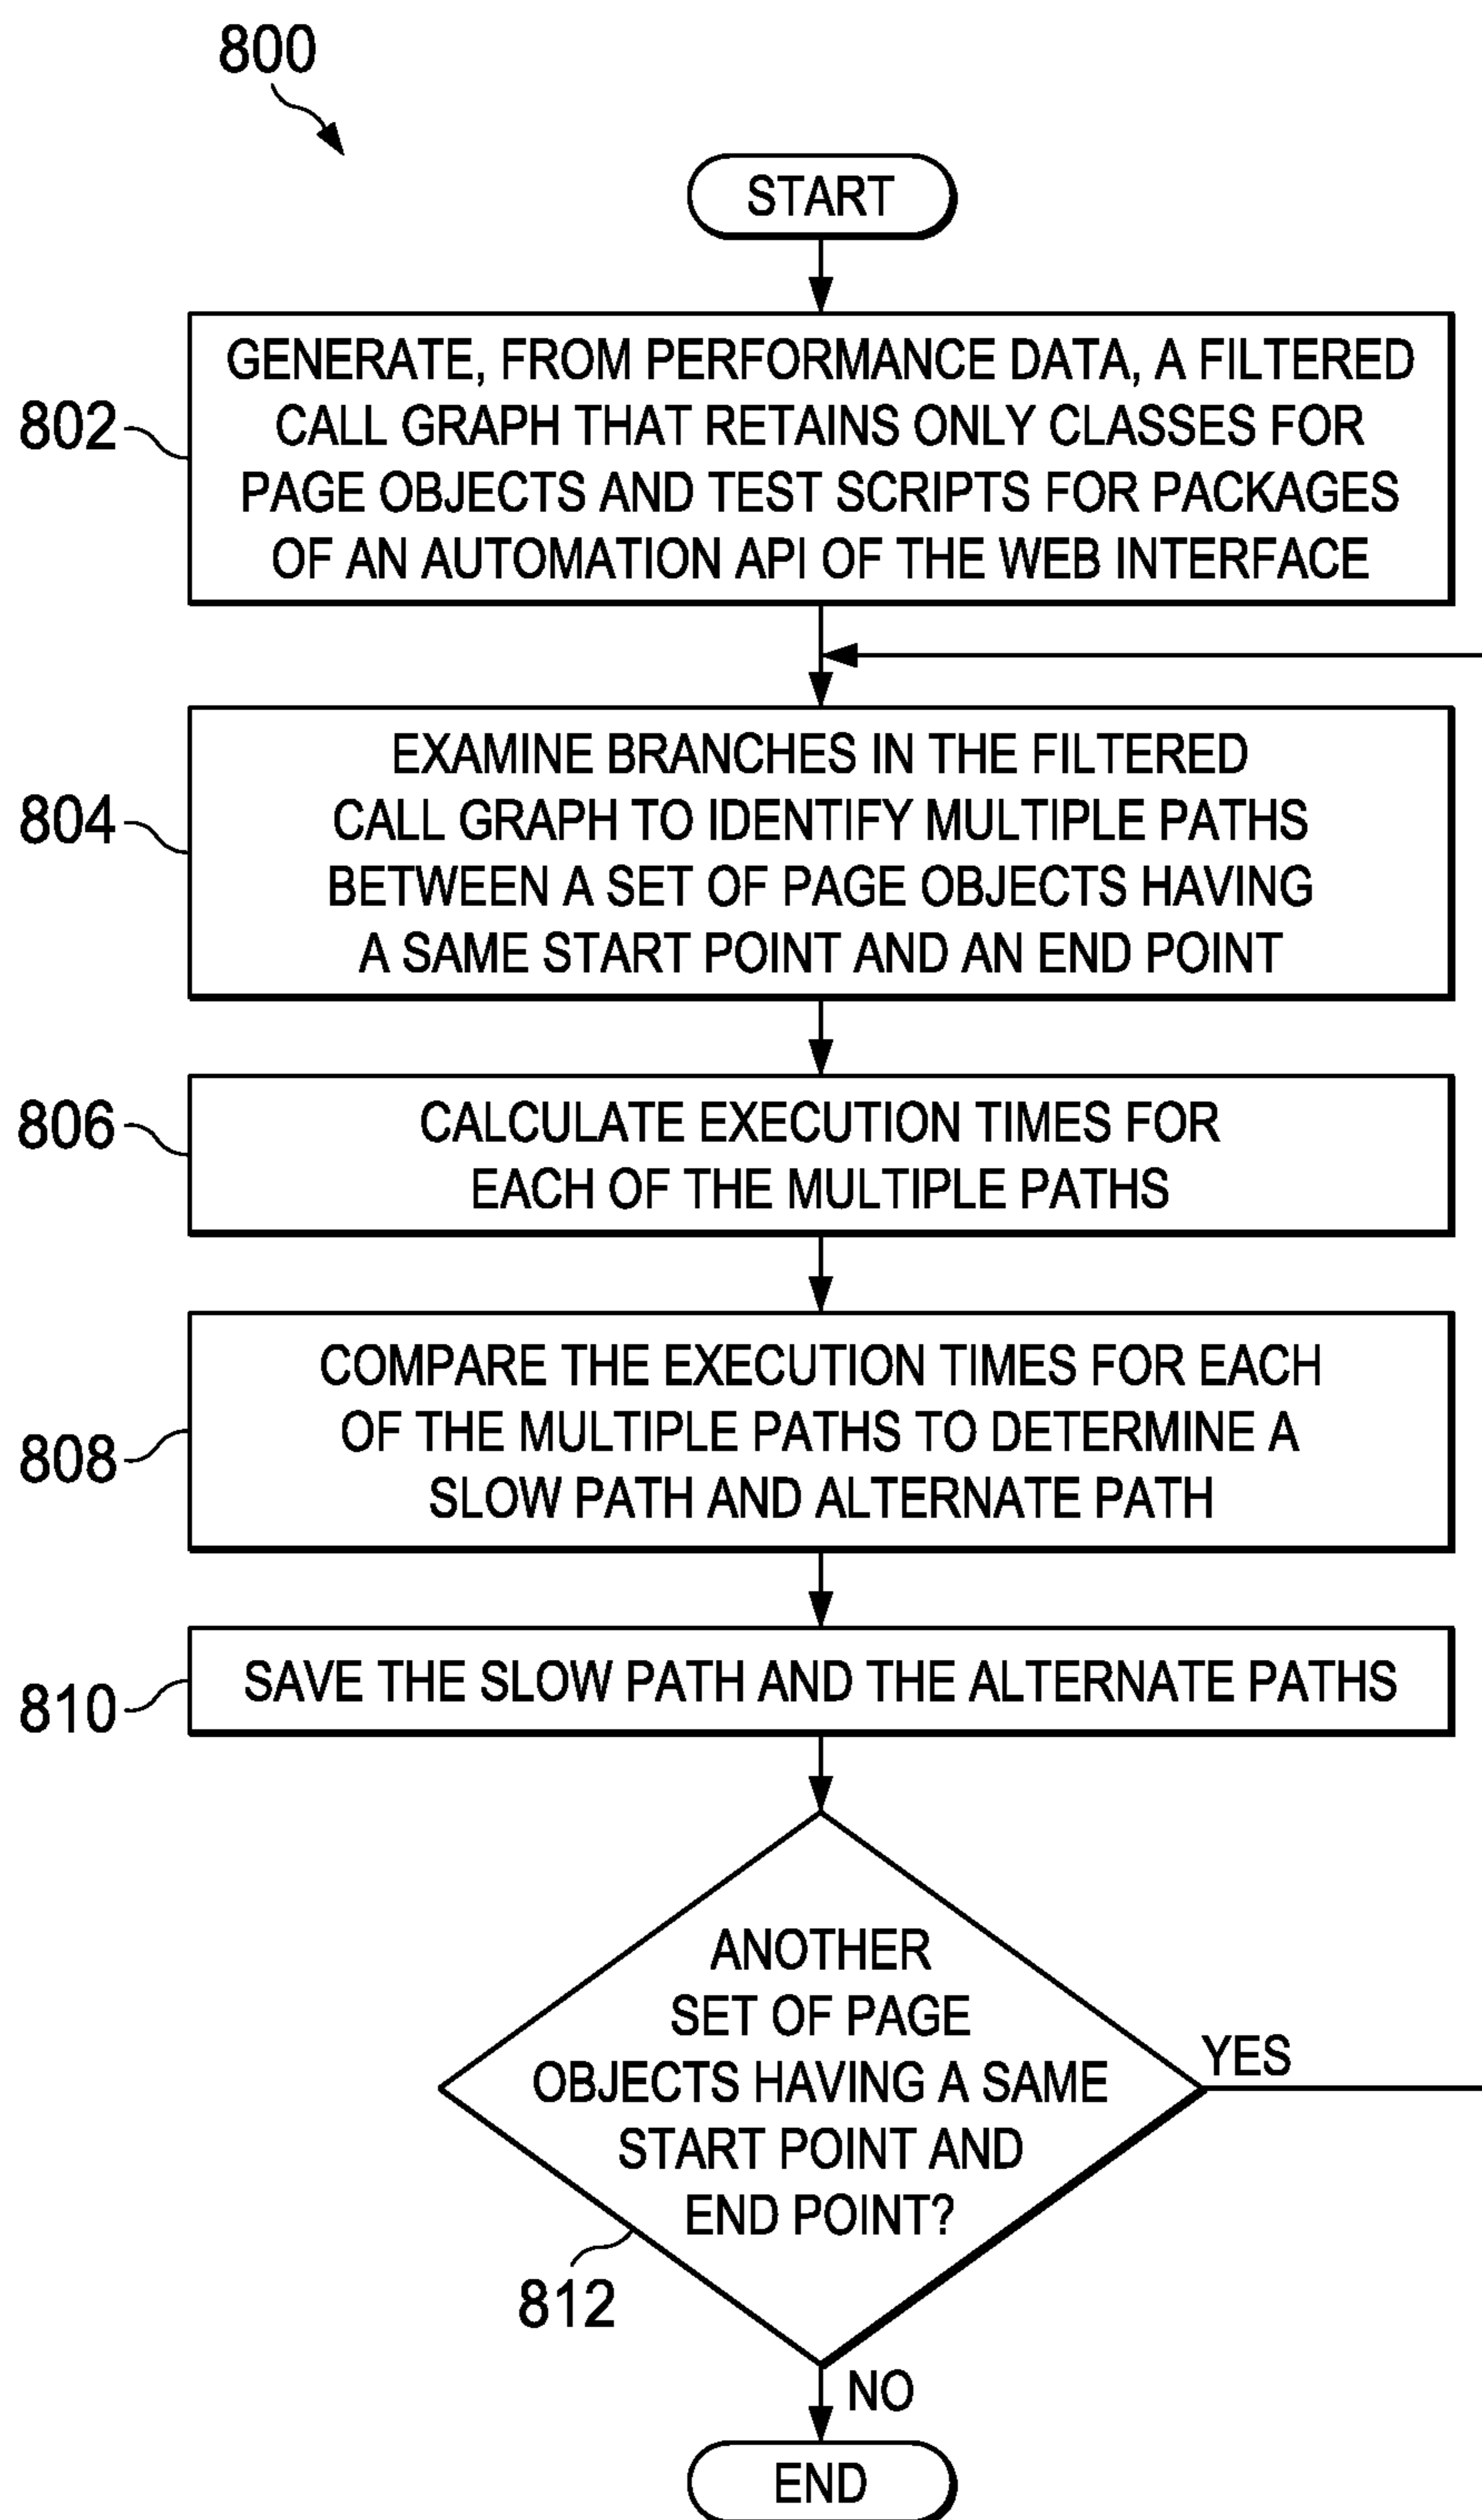 800
START
802
GENERATE, FROM PERFORMANCE DATA, A FILTERED
CALL GRAPH THAT RETAINS ONLY CLASSES FOR
PAGE OBJECTS AND TEST SCRIPTS FOR PACKAGES
OF AN AUTOMATION API OF THE WEB INTERFACE
804
EXAMINE BRANCHES IN THE FILTERED
CALL GRAPH TO IDENTIFY MULTIPLE PATHS
BETWEEN A SET OF PAGE OBJECTS HAVING
A SAME START POINT AND AN END POINT
806
CALCULATE EXECUTION TIMES FOR
EACH OF THE MULTIPLE PATHS
808
COMPARE THE EXECUTION TIMES FOR EACH
OF THE MULTIPLE PATHS TO DETERMINE A
SLOW PATH AND ALTERNATE PATH
810
SAVE THE SLOW PATH AND THE ALTERNATE PATHS
ANOTHER
SET OF PAGE
OBJECTS HAVING A SAME
START POINT AND
END POINT?
YES
812
NO
END